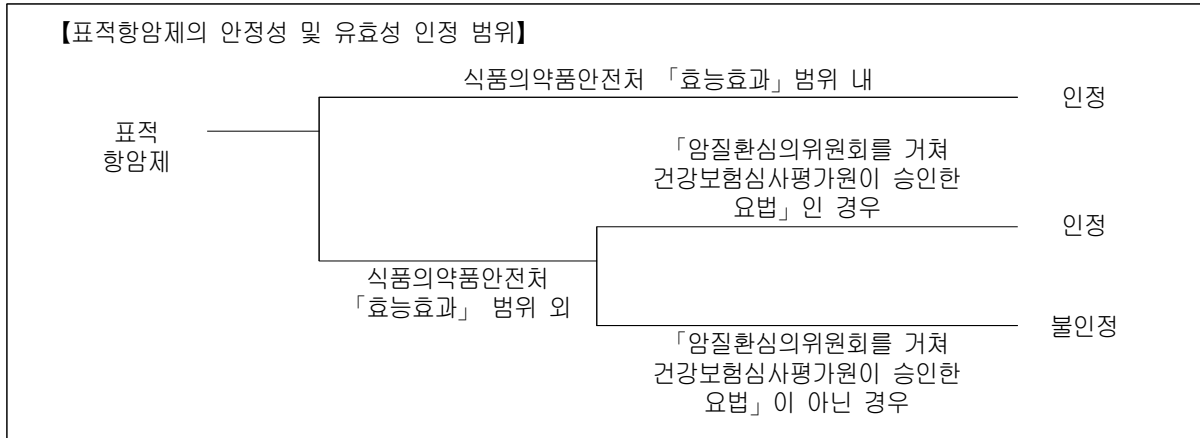 【표적항암제의 안정성 및 유효성 인정 범위】
식품의약품안전처 「효능효과」범위 내
인정
표적
항암제
「암질환심의위원회를 거쳐
건강보험심사평가원이 승인한
요법」인 경우
인정
식품의약품안전처
「효능효과」 범위 외
불인정
「암질환심의위원회를 거쳐
건강보험심사평가원이 승인한
요법」이 아닌 경우